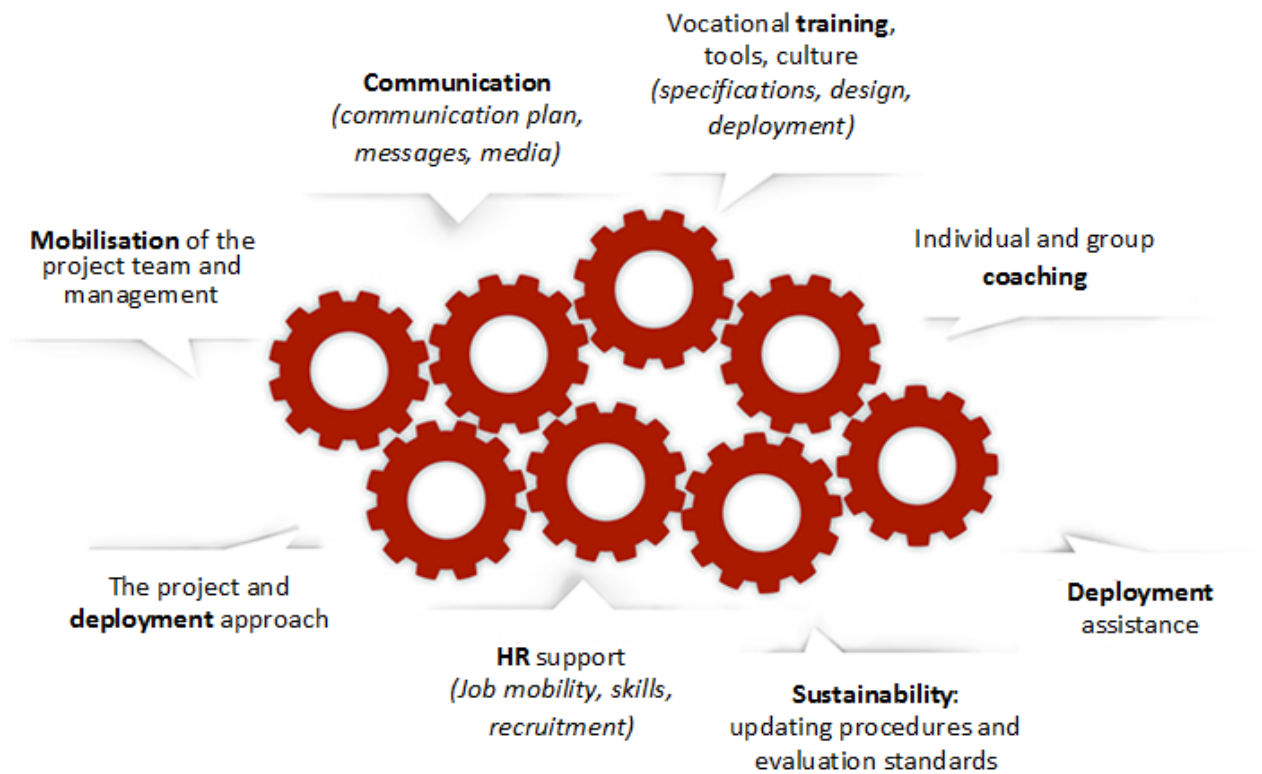 Vocational training,
tools, culture
(specifications, design,
deployment)
Communication
(communication plan,
messages, media)
Mobilisation of the
project team and
management
Individual and group
coaching
The project and
deployment approach
Deployment
assistance
HR support
(Job mobility, skills,
recruitment)
Sustainability:
updating procedures and
evaluation standards